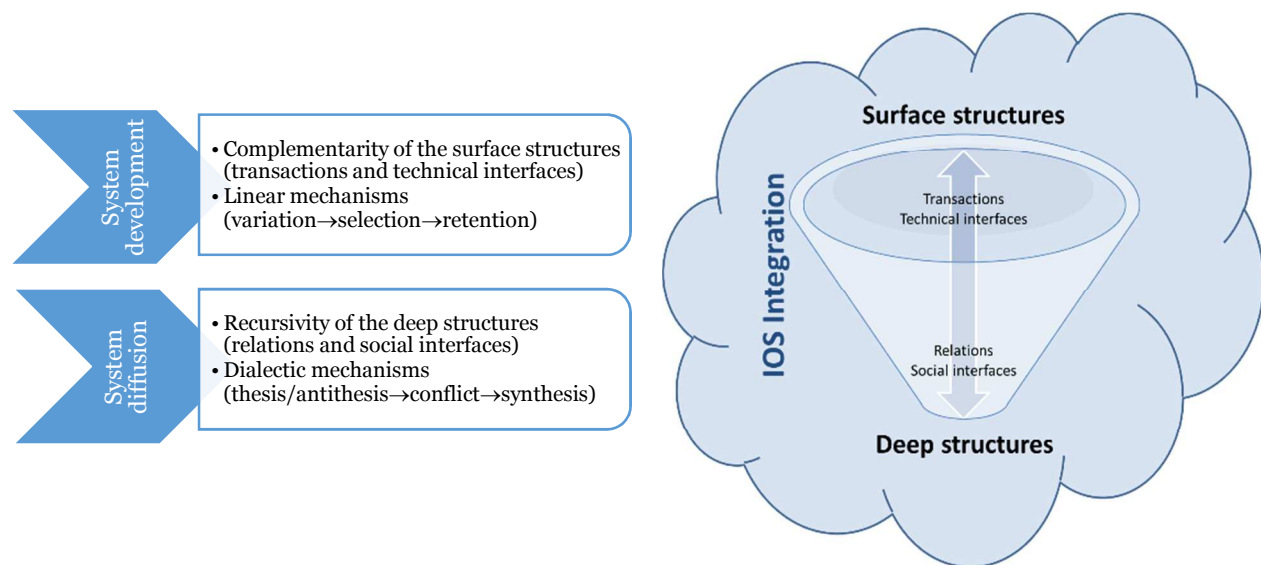 System
development
• Complementarity of the surface structures
(transactions and technical interfaces)
• Linear mechanisms
(variation→selection→retention)
System
diffusion
• Recursivity of the deep structures
(relations and social interfaces)
• Dialectic mechanisms
(thesis/antithesis→conflict→synthesis)
IOS Integration
Surface structures
Transactions
Technical interfaces
Relations
Social interfaces
Deep structures